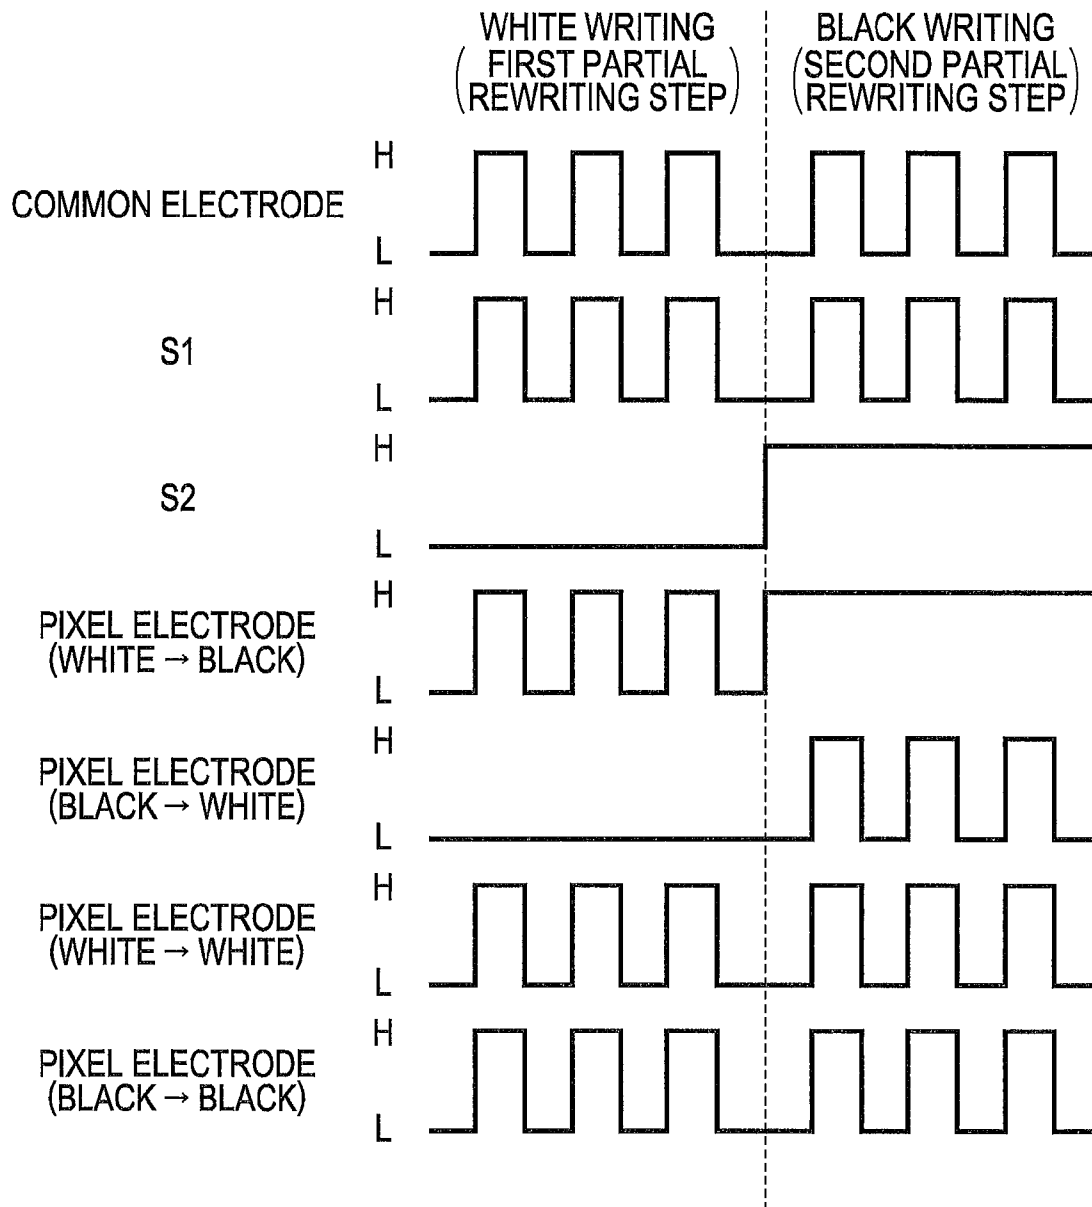 WHITE WRITING
(FIRST PARTIAL
REWRITING STEP)
BLACK WRITING
(SECOND PARTIAL
REWRITING STEP)
COMMON ELECTRODE
H
L
S1
H
L
S2
H
L
PIXEL ELECTRODE
(WHITE → BLACK)
H
L
PIXEL ELECTRODE
(BLACK → WHITE)
H
L
PIXEL ELECTRODE
(WHITE → WHITE)
H
L
PIXEL ELECTRODE
(BLACK → BLACK)
H
L